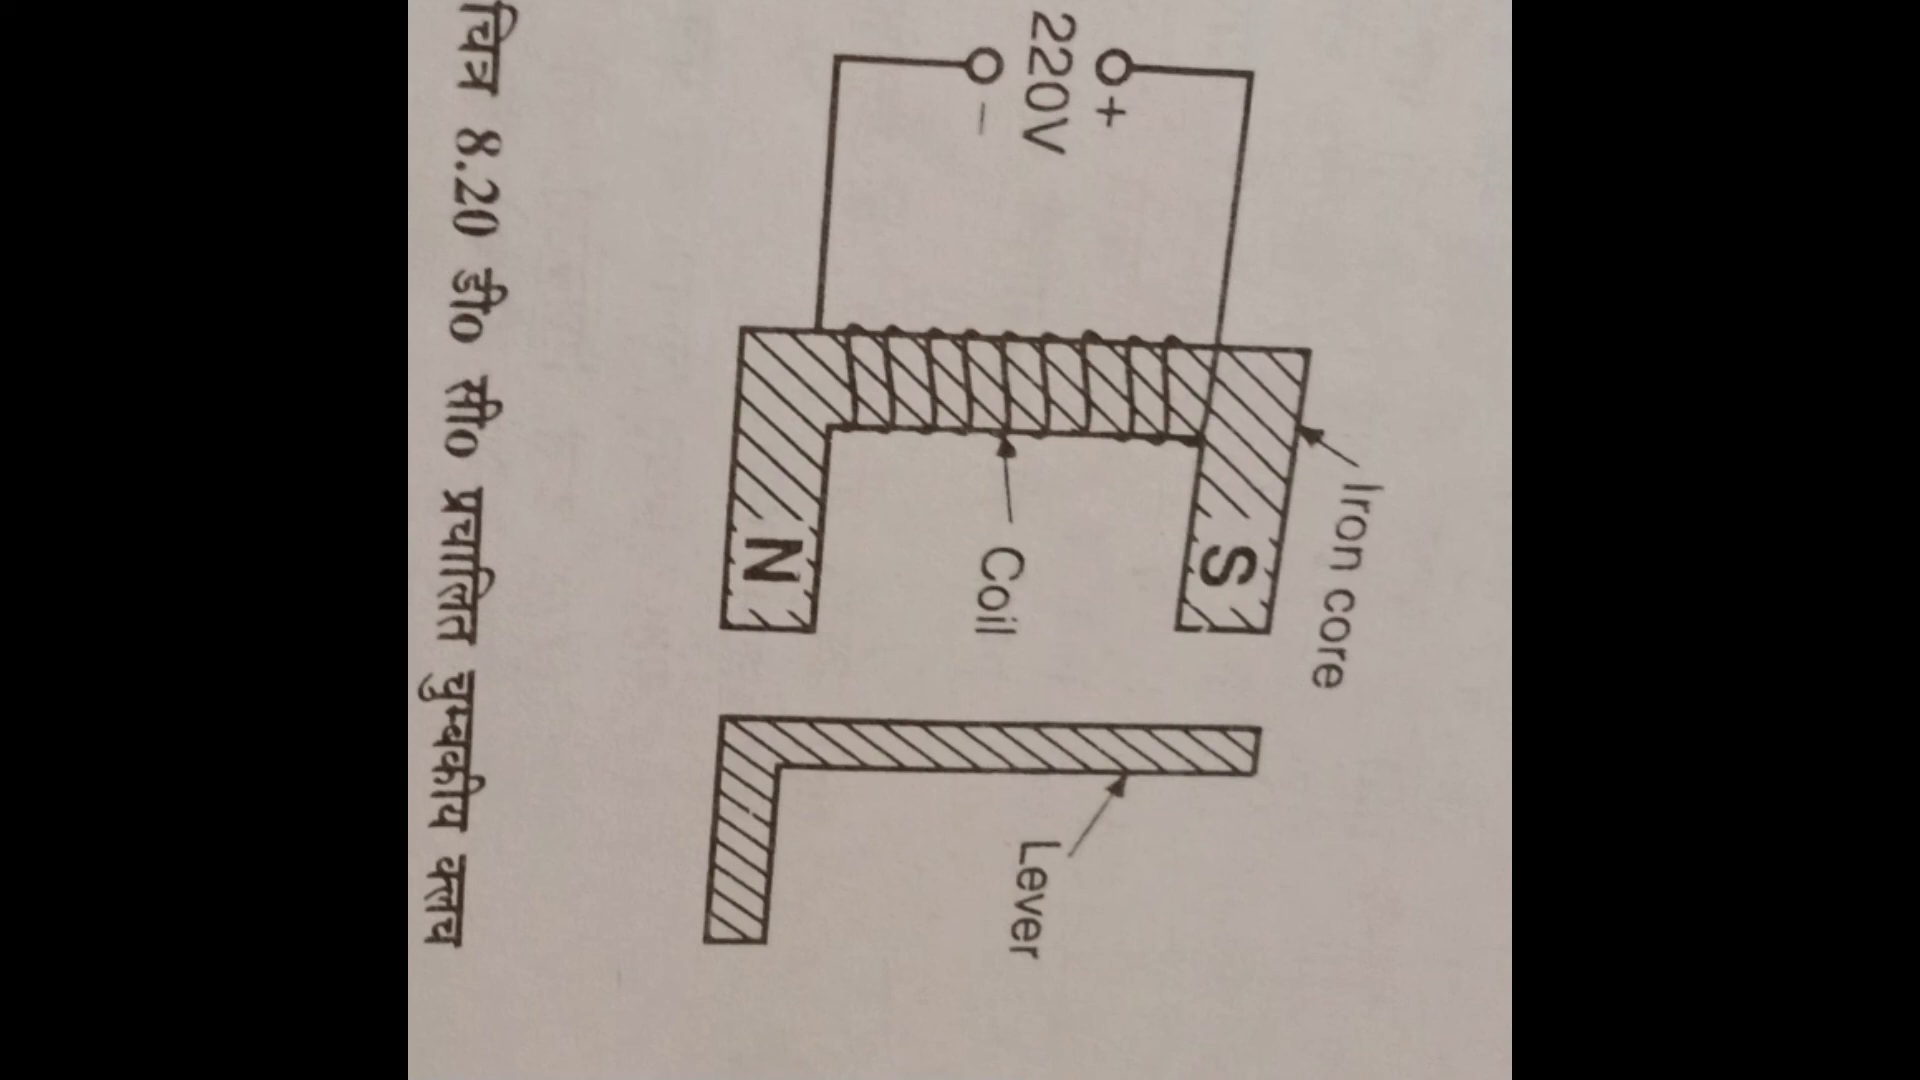 Iron core
+
220V
−
S
Coil
N
Lever
चित्र 8.20 डी० सी० प्रचालित चुम्बकीय क्लच